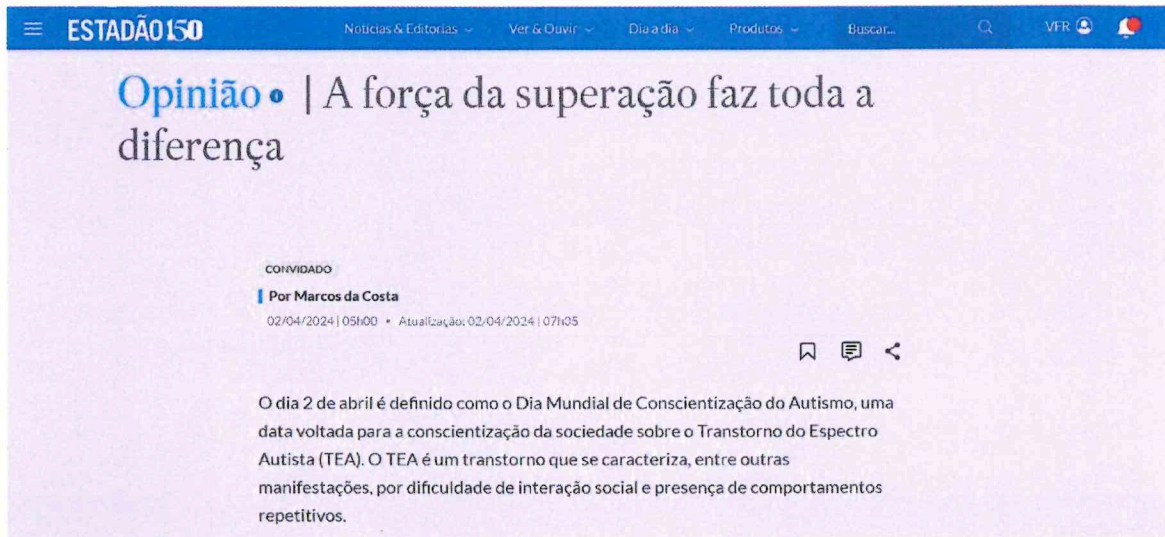 ESTADÃO 150 Notícias & Editorias Ver & Ouvir Dia a dia Produtos Buscar... VFR
Opinião • | A força da superação faz toda a
diferença
CONVIDADO
Por Marcos da Costa
02/04/2024 | 05h00 • Atualização: 02/04/2024 | 07h05
O dia 2 de abril é definido como o Dia Mundial de Conscientização do Autismo, uma
data voltada para a conscientização da sociedade sobre o Transtorno do Espectro
Autista (TEA). O TEA é um transtorno que se caracteriza, entre outras
manifestações, por dificuldade de interação social e presença de comportamentos
repetitivos.